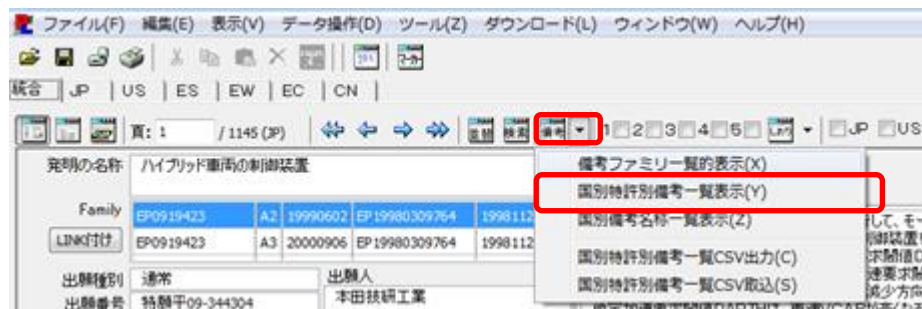 ファイル(F) 編集(E) 表示(V) データ操作(D) ツール(Z) ダウンロード(L) ウィンドウ(W) ヘルプ(H)
統合 JP US ES EW EC CN
頁: 1 / 1145 (JP) 検索 備考 1 2 3 4 5 JP US
発明の名称 ハイブリッド車両の制御装置
備考ファミリー覧的表示(X)
国別特許別備考一覧表示(Y)
国別備考名称一覧表示(Z)
国別特許別備考一覧CSV出力(C)
国別特許別備考一覧CSV取込(S)
Family EP0919423 A2 19990602 EP19980309764 1998112
LINK付け EP0919423 A3 20000906 EP19980309764 1998112
出願種別 通常 出願人
出願番号 特願平09-344304 本田技研工業